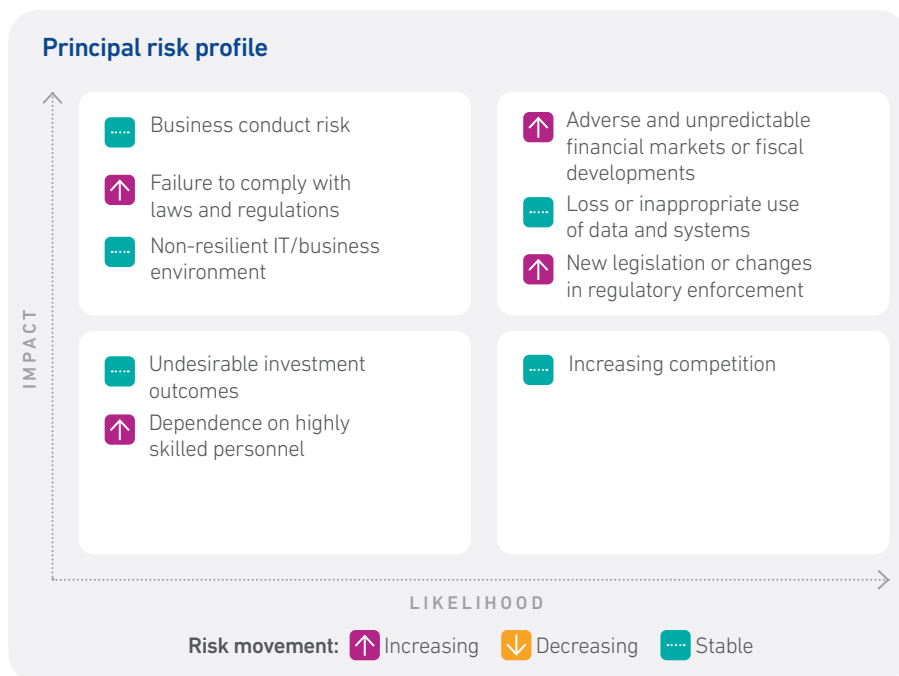 Principal risk profile
Business conduct risk
Failure to comply with
laws and regulations
Non-resilient IT/business
environment
Adverse and unpredictable
financial markets or fiscal
developments
Loss or inappropriate use
of data and systems
New legislation or changes
in regulatory enforcement
IMPACT
Undesirable investment
outcomes
Dependence on highly
skilled personnel
Increasing competition
LIKELIHOOD
Risk movement: Increasing Decreasing Stable